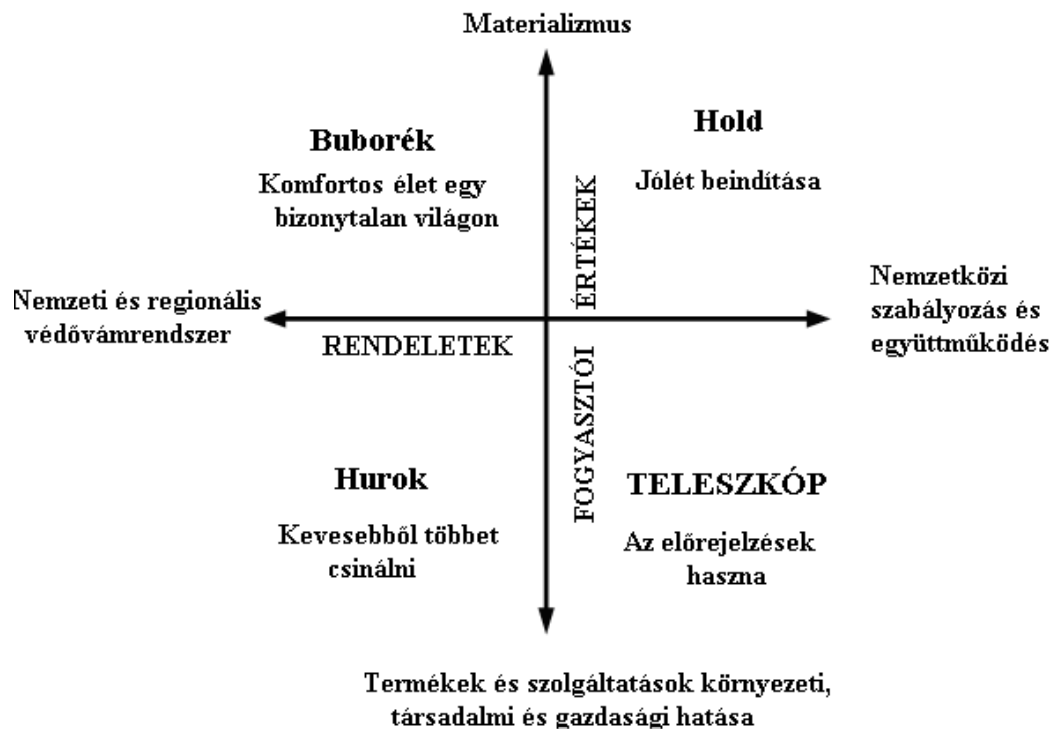 Materializmus
Buborék
Komfortos élet egy
bizonytalan világon
Hold
Jólét beindítása
ÉRTÉKEK
Nemzeti és regionális
védővámrendszer
Nemzetközi
szabályozás és
együttműködés
RENDELETEK
FOGYASZTÓI
Hurok
Kevesebből többet
csinálni
TELESZKÓP
Az előrejelzések
haszna
Termékek és szolgáltatások környezeti,
társadalmi és gazdasági hatása